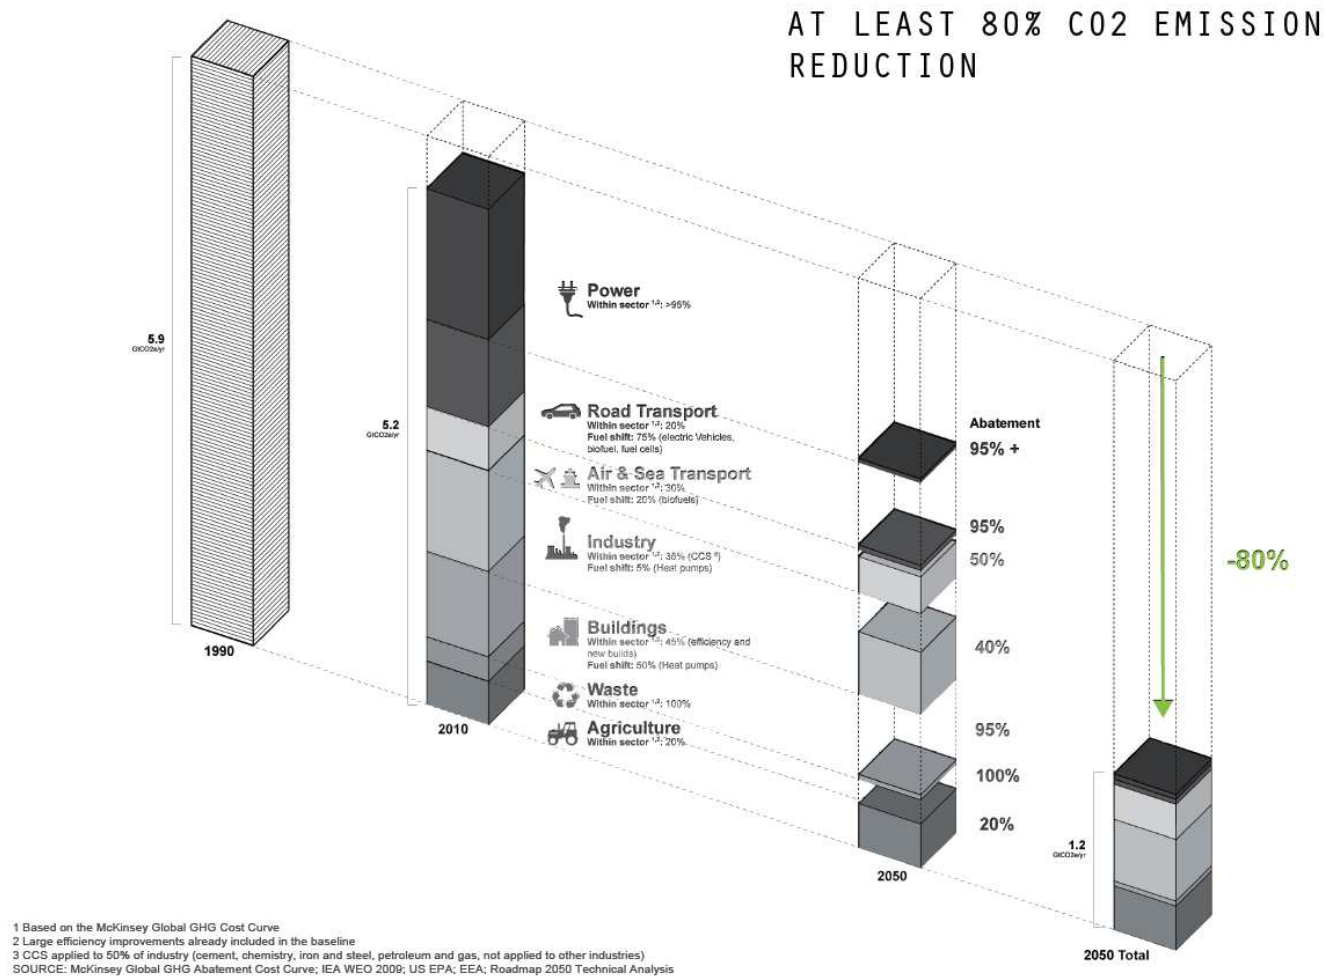 AT LEAST 80% CO2 EMISSION
REDUCTION
5.9
GtCO2e/yr
1990
5.2
GtCO2e/yr
2010
Power
Within sector 1,2: >95%
Road Transport
Within sector 1,2: 20%
Fuel shift: 75% (electric Vehicles,
biofuel, fuel cells)
Air & Sea Transport
Within sector 1,2: 30%
Fuel shift: 20% (biofuels)
Industry
Within sector 1,2: 35% (CCS 3)
Fuel shift: 5% (Heat pumps)
Buildings
Within sector 1,2: 45% (efficiency and
new builds)
Fuel shift: 50% (Heat pumps)
Waste
Within sector 1,2: 100%
Agriculture
Within sector 1,2: 20%
Abatement
95% +
95%
50%
40%
95%
100%
20%
2050
-80%
1.2
GtCO2e/yr
2050 Total
1 Based on the McKinsey Global GHG Cost Curve
2 Large efficiency improvements already included in the baseline
3 CCS applied to 50% of industry (cement, chemistry, iron and steel, petroleum and gas, not applied to other industries)
SOURCE: McKinsey Global GHG Abatement Cost Curve; IEA WEO 2009; US EPA; EEA; Roadmap 2050 Technical Analysis